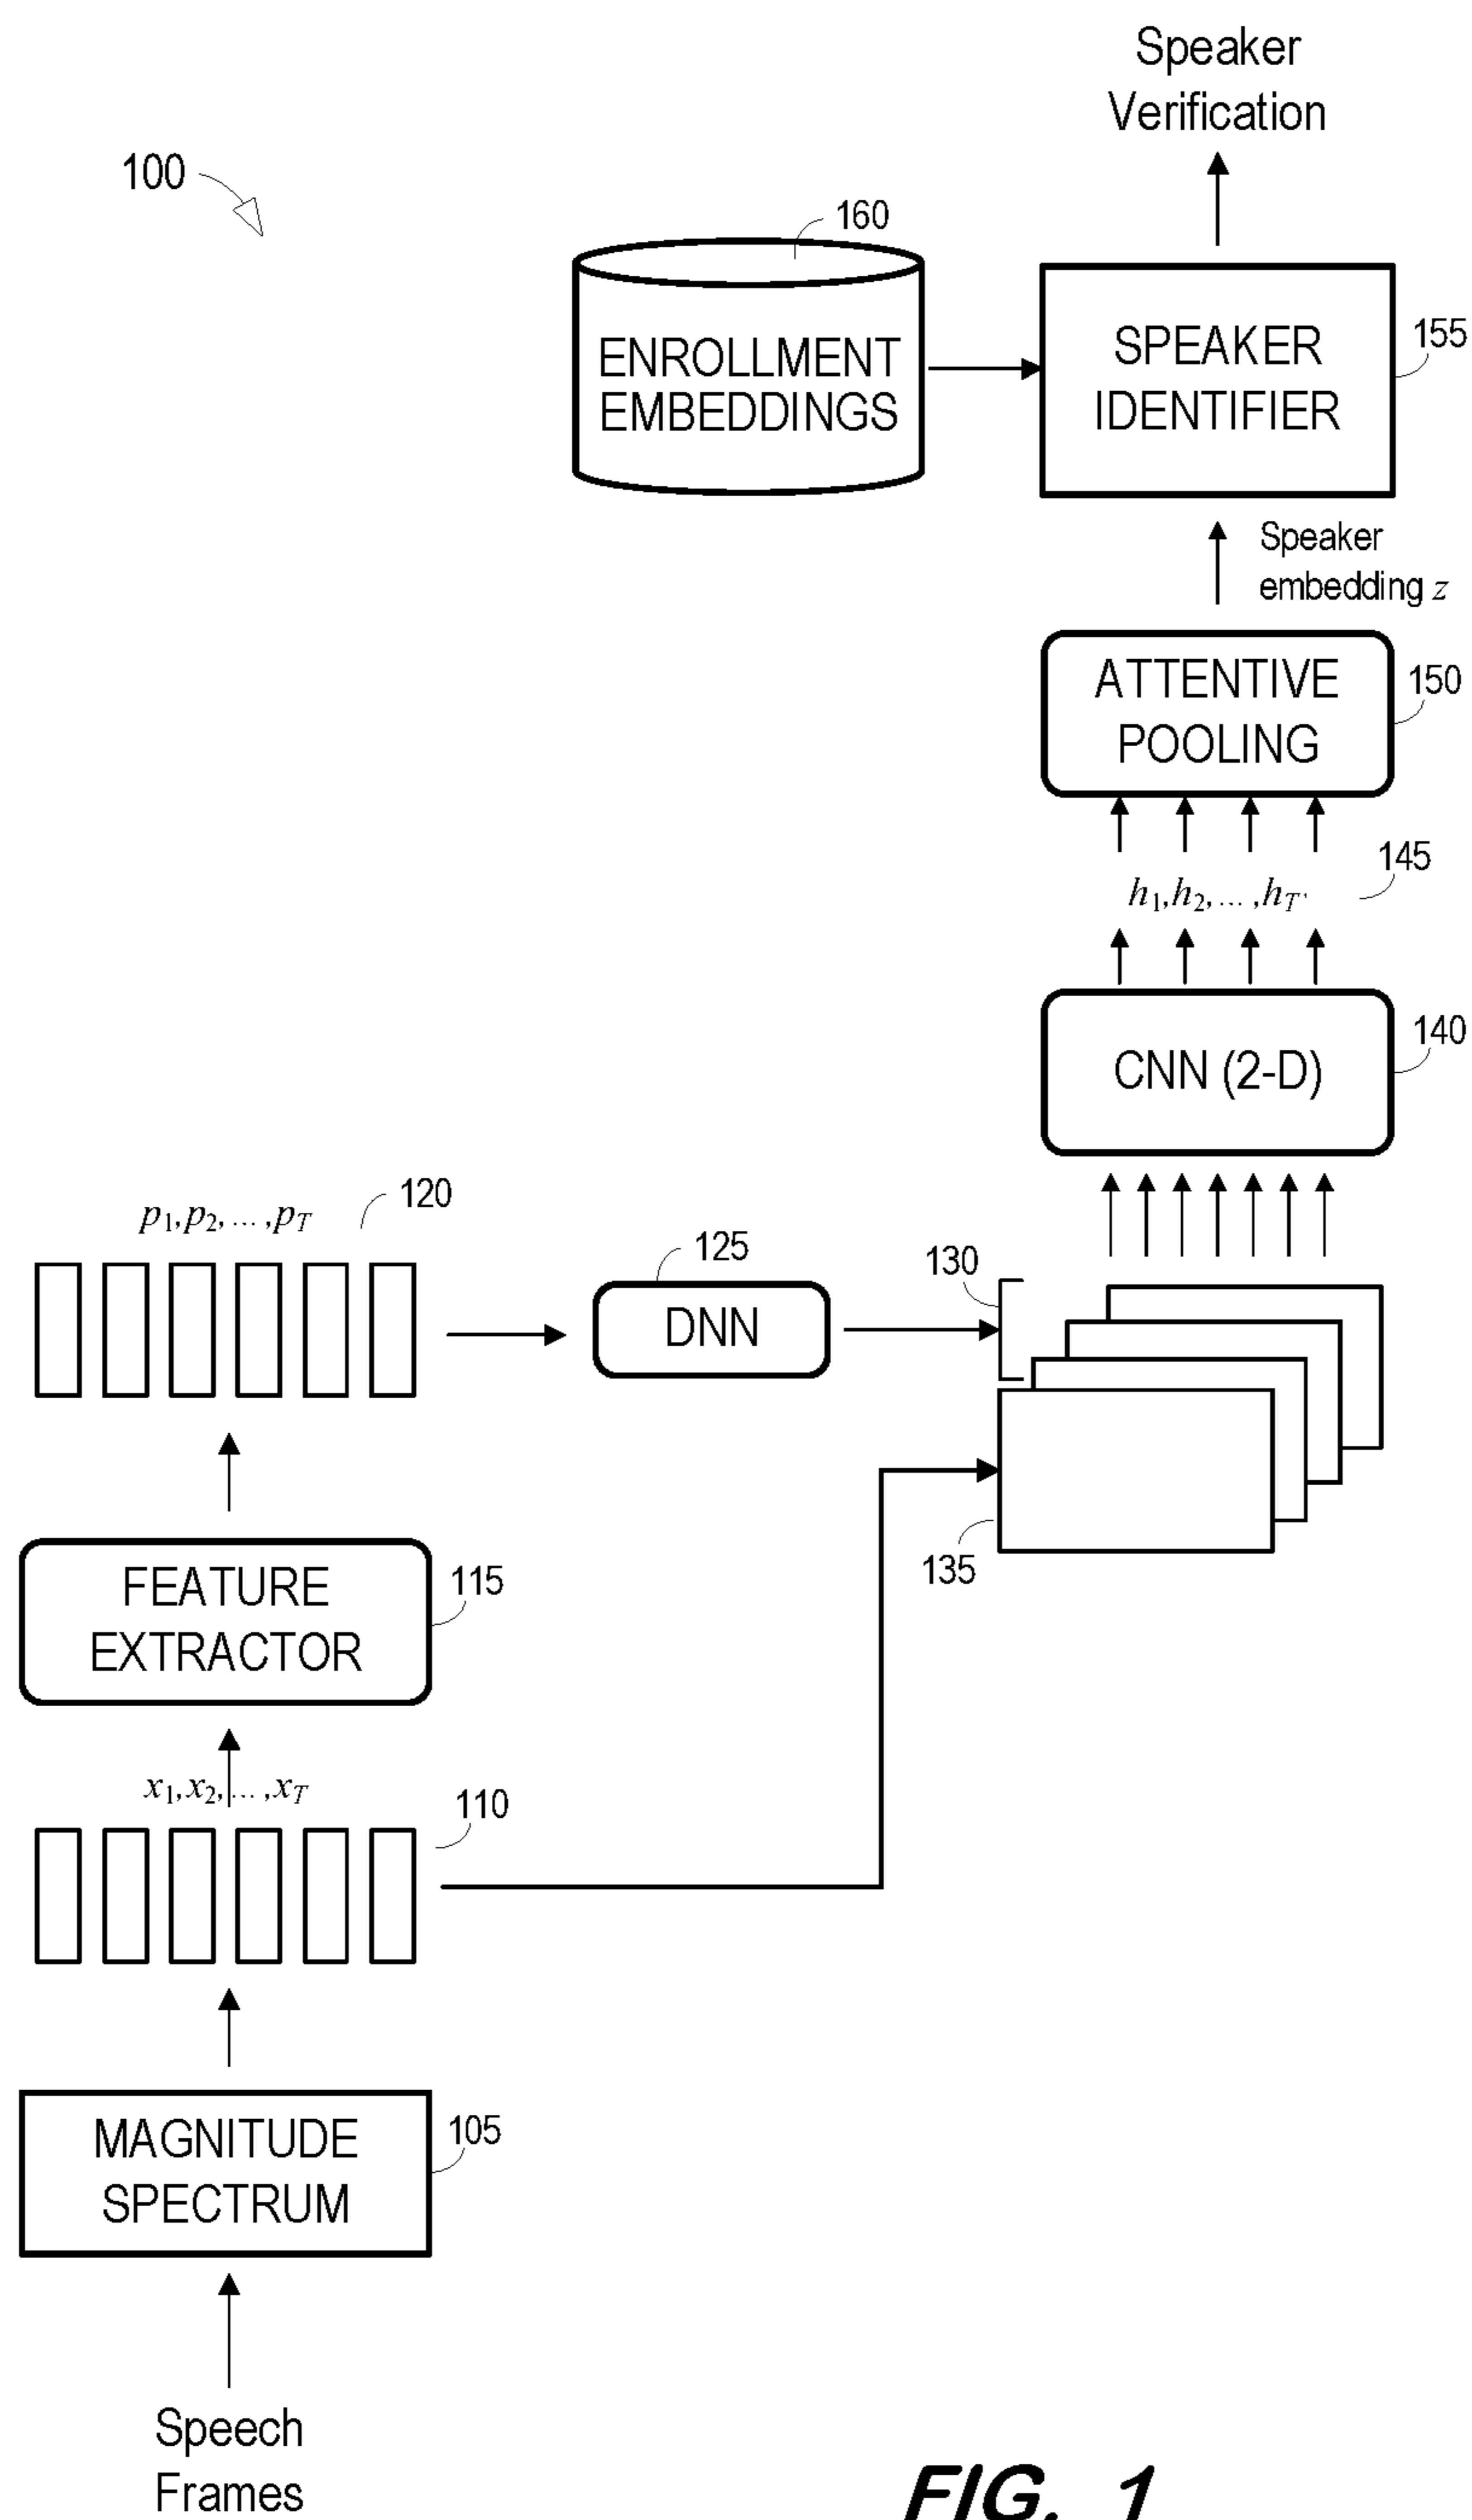 Speaker
Verification
100
160
ENROLLMENT
EMBEDDINGS
SPEAKER
IDENTIFIER
155
Speaker
embedding z
ATTENTIVE
POOLING
150
145
h1,h2,... ,hT'
CNN (2-D)
140
p1,p2,... ,pT
120
125
DNN
130
135
FEATURE
EXTRACTOR
115
x1,x2,... ,xT
110
MAGNITUDE
SPECTRUM
105
Speech
Frames
FIG. 1